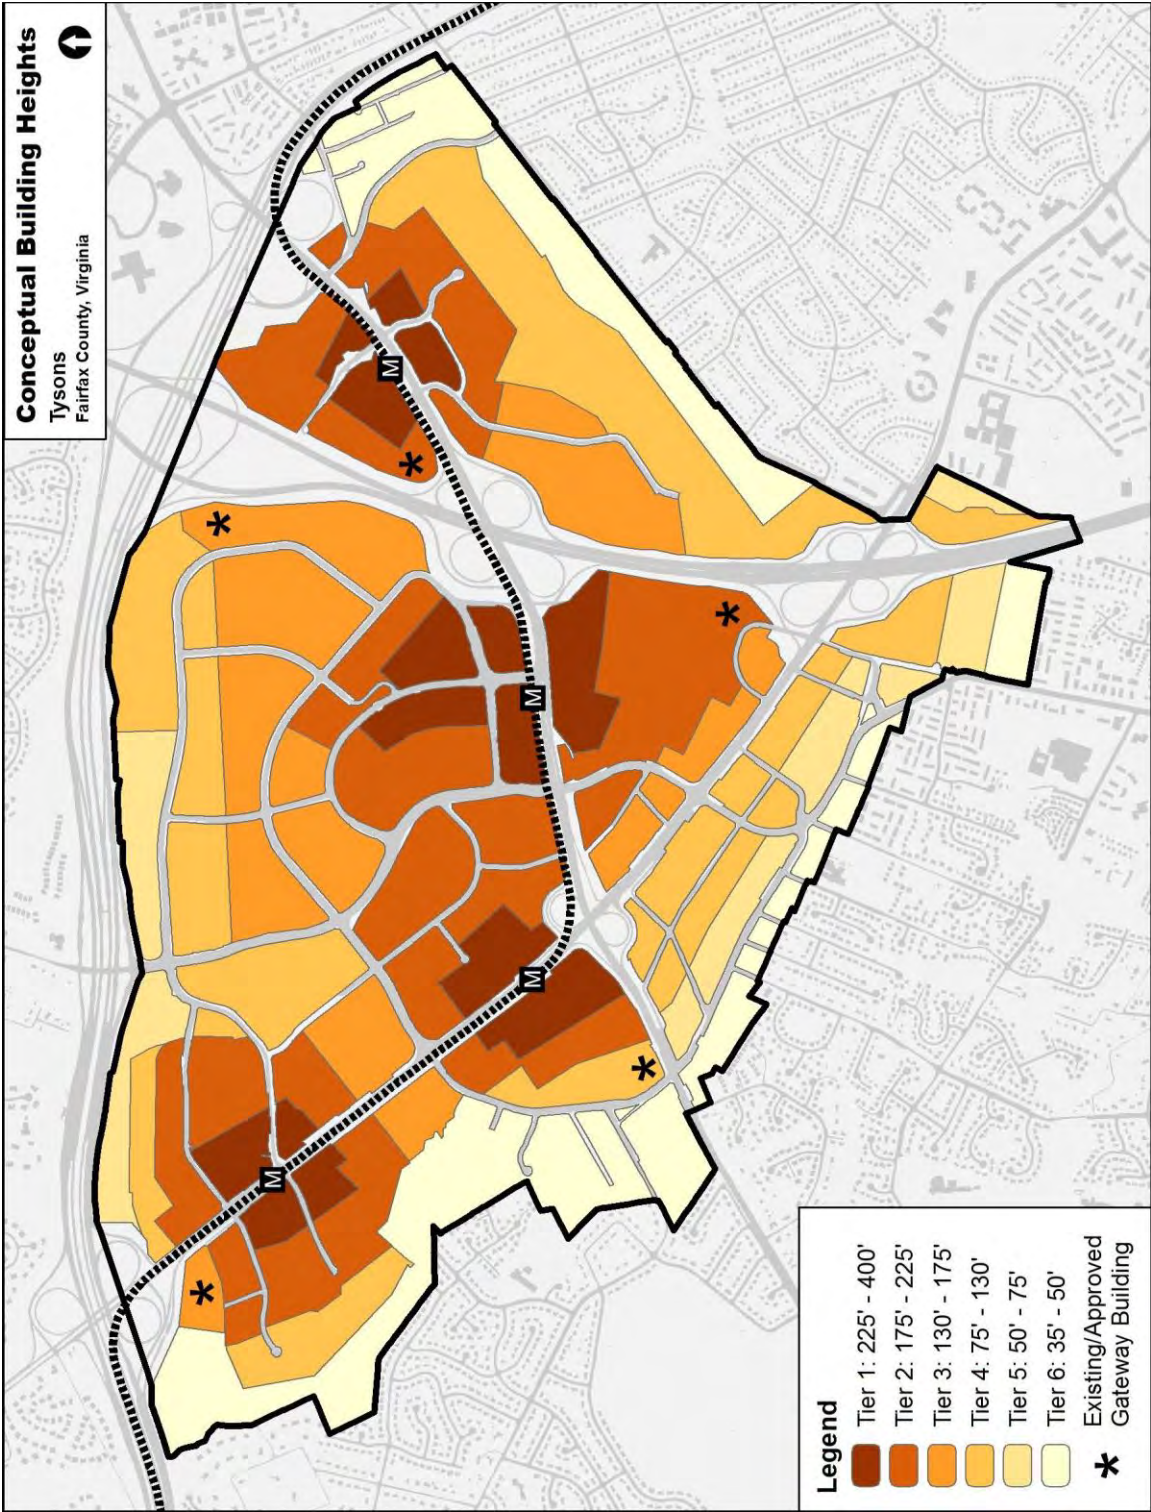 Conceptual Building Heights
Tysons
Fairfax County, Virginia
M
M
M
M
*
*
*
*
*
Legend
Tier 1: 225' - 400'
Tier 2: 175' - 225'
Tier 3: 130' - 175'
Tier 4: 75' - 130'
Tier 5: 50' - 75'
Tier 6: 35' - 50'
* Existing/Approved
Gateway Building